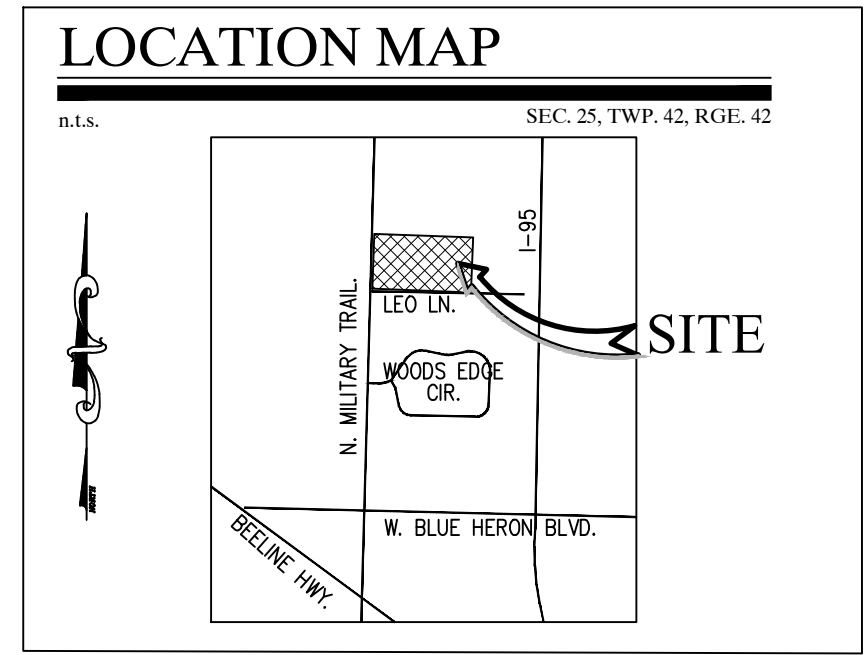 LOCATION MAP
n.t.s.
SEC. 25, TWP. 42, RGE. 42
I-95
N. MILITARY TRAIL.
LEO LN.
SITE
WOODS EDGE
CIR.
NORTH
W. BLUE HERON BLVD.
BEELINE HWY.